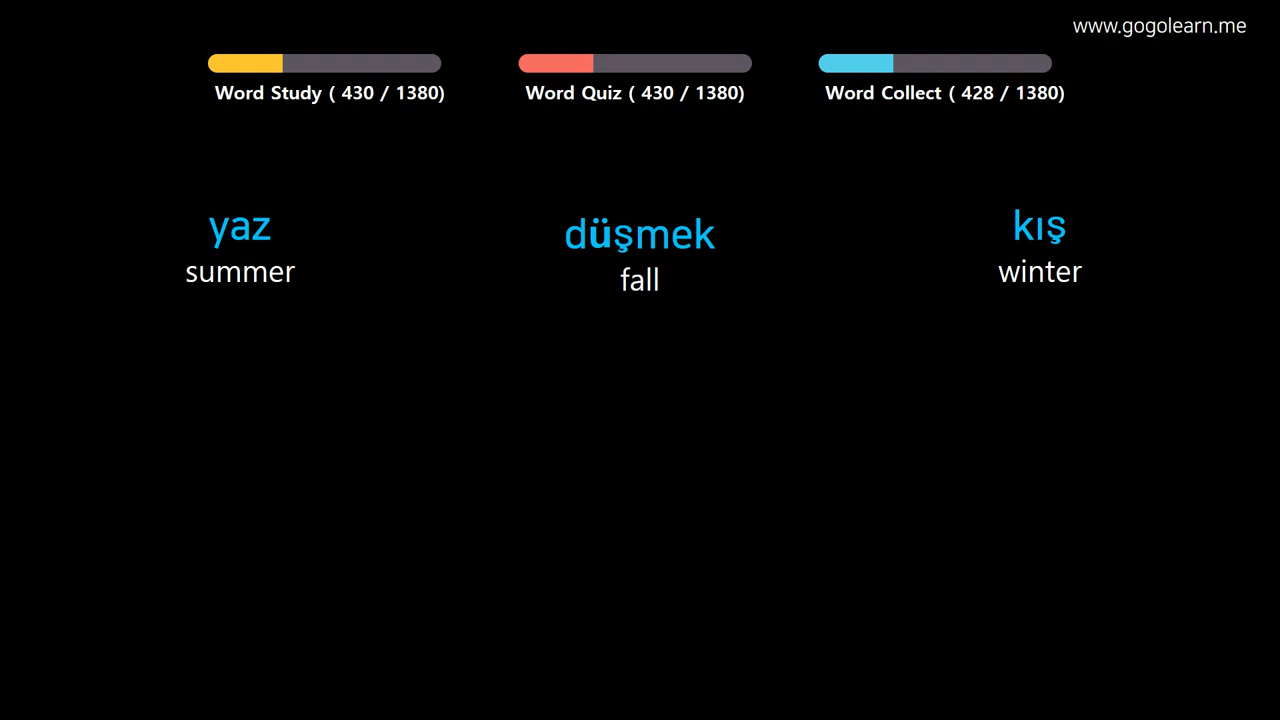 www.gogolearn.me
Word Study ( 430 / 1380)
Word Quiz ( 430 / 1380)
Word Collect ( 428 / 1380)
yaz
summer
düşmek
fall
kış
winter